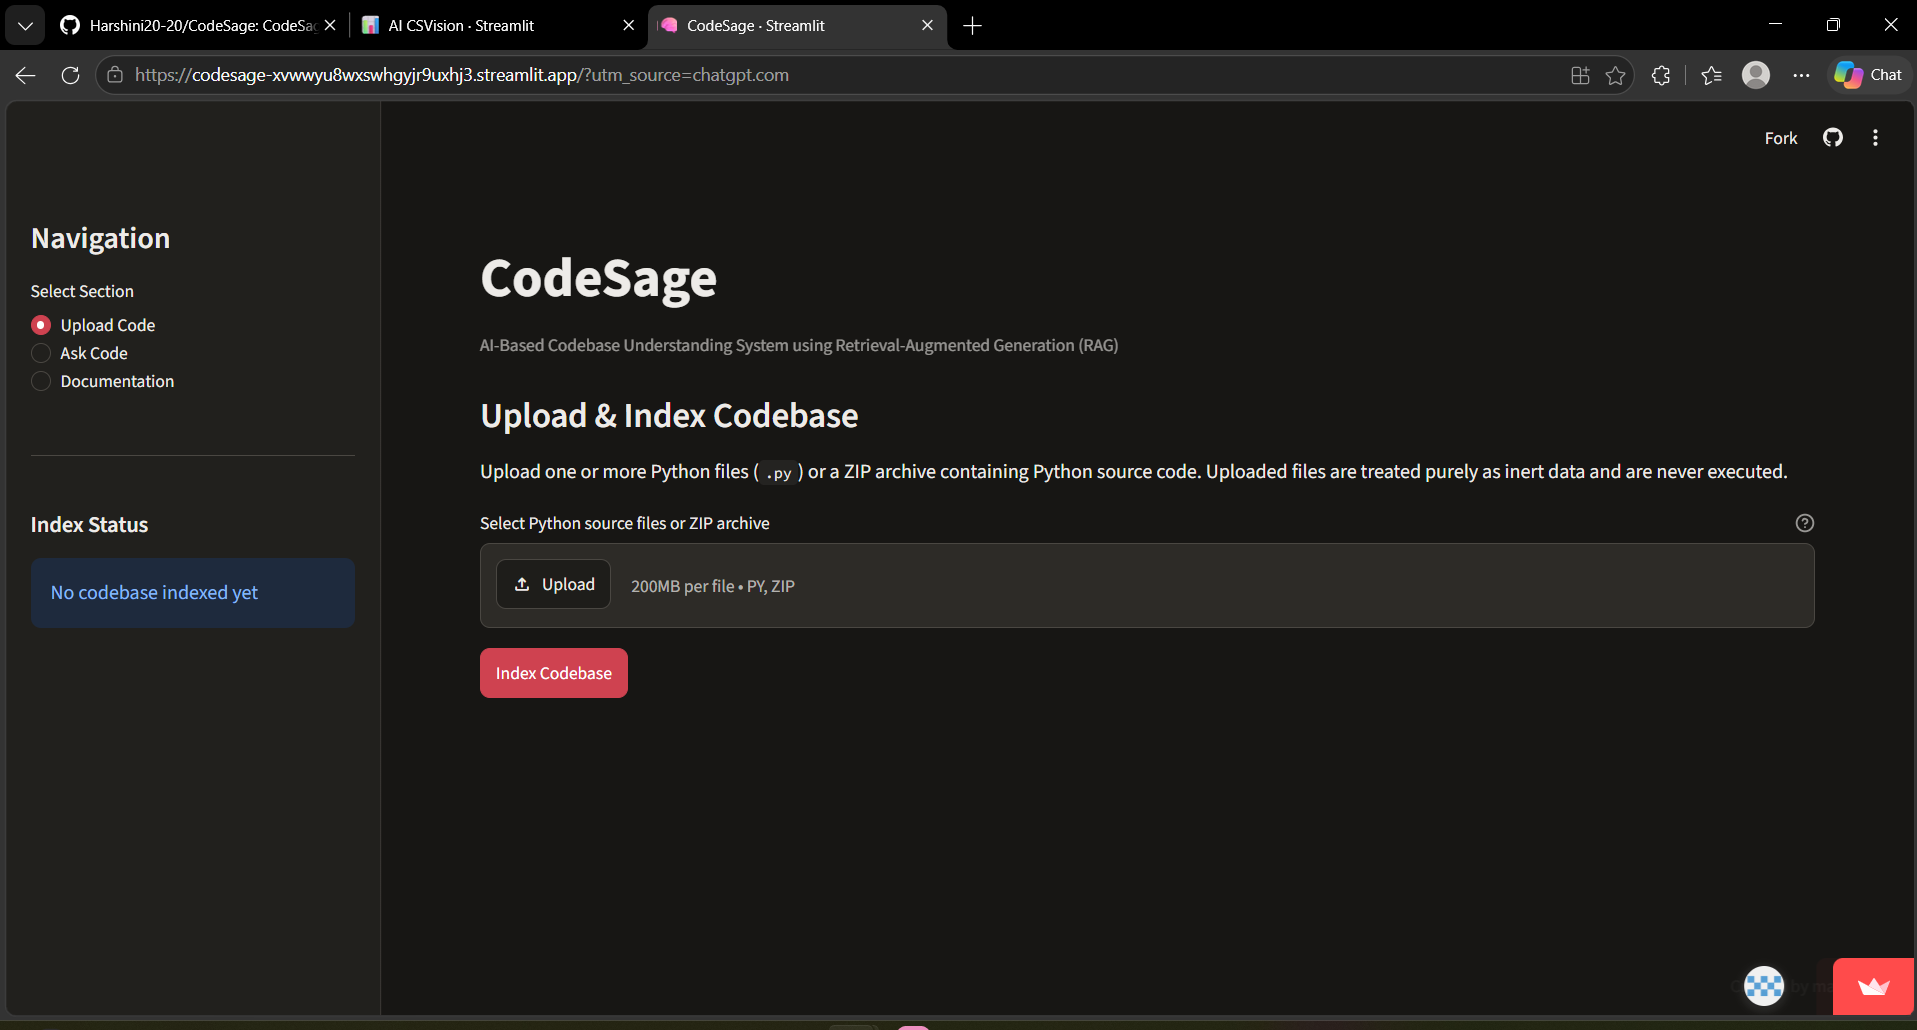 Harshini20-20/CodeSage: CodeSa
AI CSVision · Streamlit
CodeSage · Streamlit
https://codesage-xvwwyu8wxswhgyjr9uxhj3.streamlit.app/?utm_source=chatgpt.com
Chat
Fork
Navigation
Select Section
Upload Code
Ask Code
Documentation
Index Status
No codebase indexed yet
CodeSage
AI-Based Codebase Understanding System using Retrieval-Augmented Generation (RAG)
Upload & Index Codebase
Upload one or more Python files ( .py ) or a ZIP archive containing Python source code. Uploaded files are treated purely as inert data and are never executed.
Select Python source files or ZIP archive
Upload
200MB per file • PY, ZIP
Index Codebase